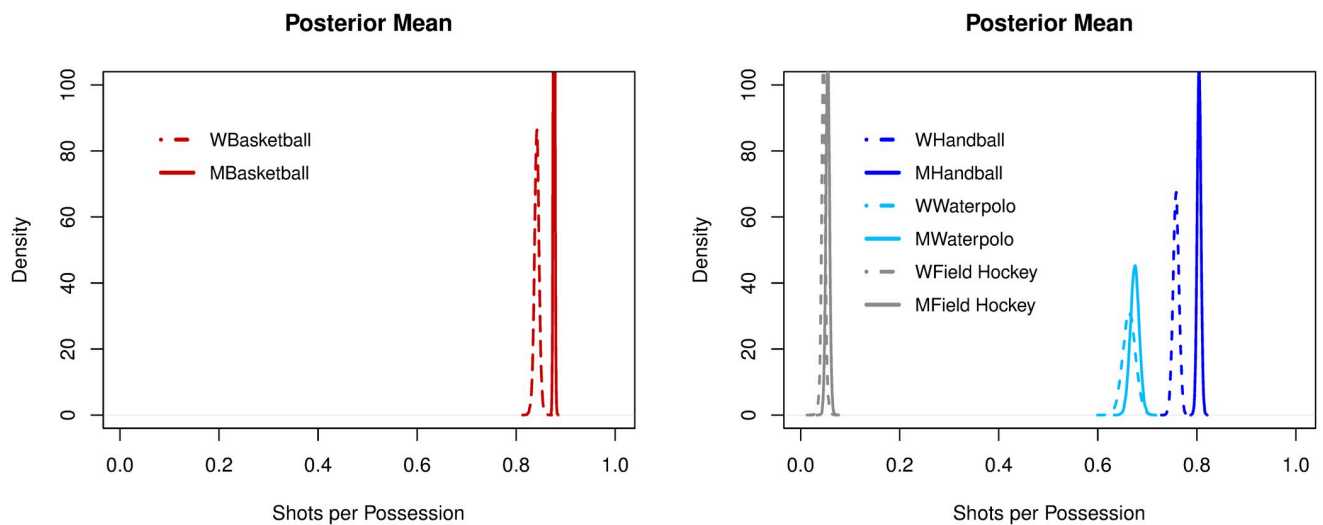 Posterior Mean
Density
100
80
60
40
20
0
WBasketball
MBasketball
0.0 0.2 0.4 0.6 0.8 1.0
Shots per Possession
Posterior Mean
Density
100
80
60
40
20
0
WHandball
MHandball
WWaterpolo
MWaterpolo
WField Hockey
MField Hockey
0.0 0.2 0.4 0.6 0.8 1.0
Shots per Possession